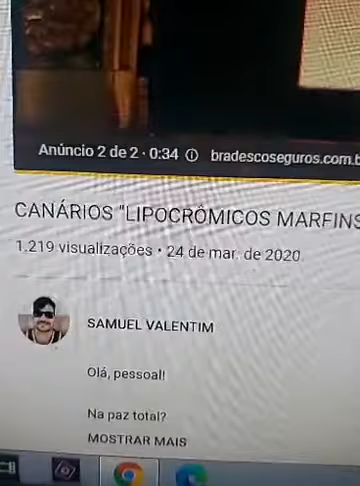 Anúncio 2 de 2 · 0:34 ⓘ bradescoseguros.com.b
CANÁRIOS "LIPOCRÔMICOS MARFINS
1.219 visualizações • 24 de mar. de 2020
SAMUEL VALENTIM
Olá, pessoal!
Na paz total?
MOSTRAR MAIS